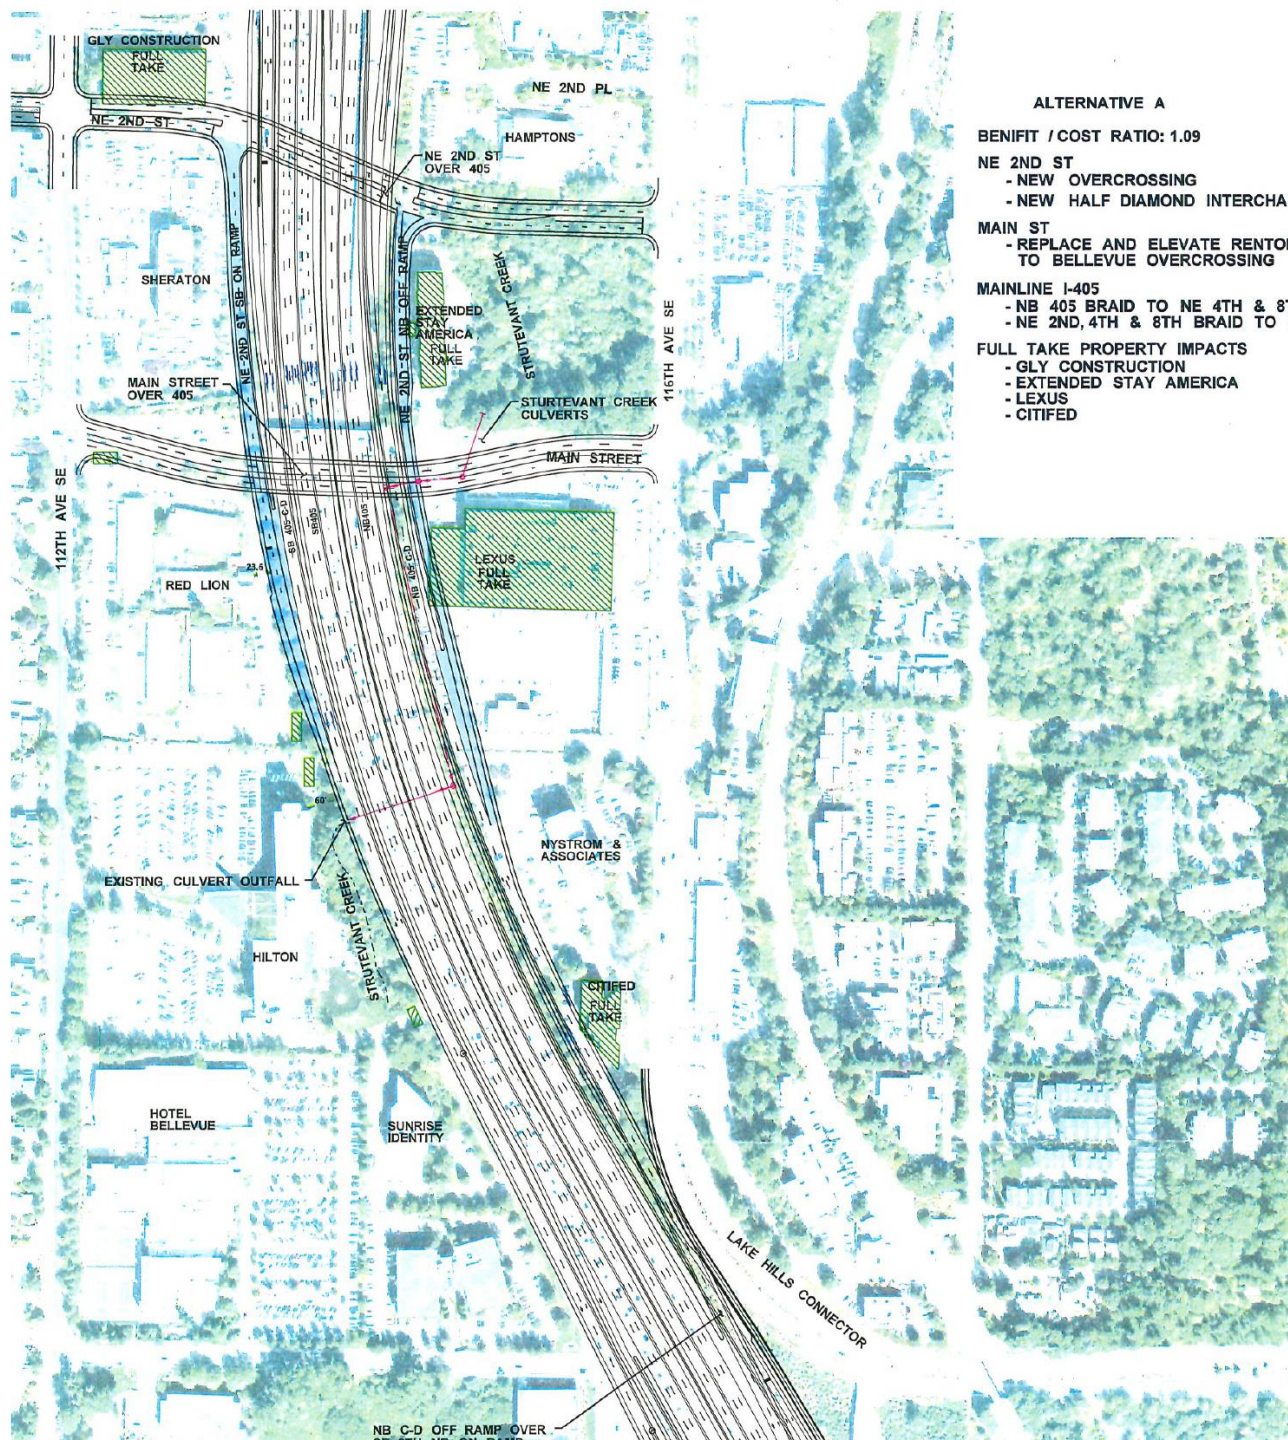 GLY CONSTRUCTION
FULL
TAKE
NE 2ND ST
NE 2ND PL
HAMPTONS
NE 2ND ST
OVER 405
SHERATON
NE 2ND ST SB ON RAMP
NE 2ND ST NB OFF RAMP
EXTENDED
STAY
AMERICA
FULL
TAKE
STRUTEVANT CREEK
116TH AVE SE
MAIN STREET
OVER 405
STURTEVANT CREEK
CULVERTS
MAIN STREET
112TH AVE SE
SB 405 C-D
SB405
NB405
NB 405 C-D
LEXUS
FULL
TAKE
23.6
RED LION
60
EXISTING CULVERT OUTFALL
NYSTROM &
ASSOCIATES
STRUTEVANT CREEK
HILTON
CITIFED
FULL
TAKE
HOTEL
BELLEVUE
SUNRISE
IDENTITY
LAKE HILLS CONNECTOR
NB C-D OFF RAMP OVER
ALTERNATIVE A
BENIFIT / COST RATIO: 1.09
NE 2ND ST
- NEW OVERCROSSING
- NEW HALF DIAMOND INTERCHA
MAIN ST
- REPLACE AND ELEVATE RENTO
TO BELLEVUE OVERCROSSING
MAINLINE I-405
- NB 405 BRAID TO NE 4TH & 8
- NE 2ND, 4TH & 8TH BRAID TO
FULL TAKE PROPERTY IMPACTS
- GLY CONSTRUCTION
- EXTENDED STAY AMERICA
- LEXUS
- CITIFED